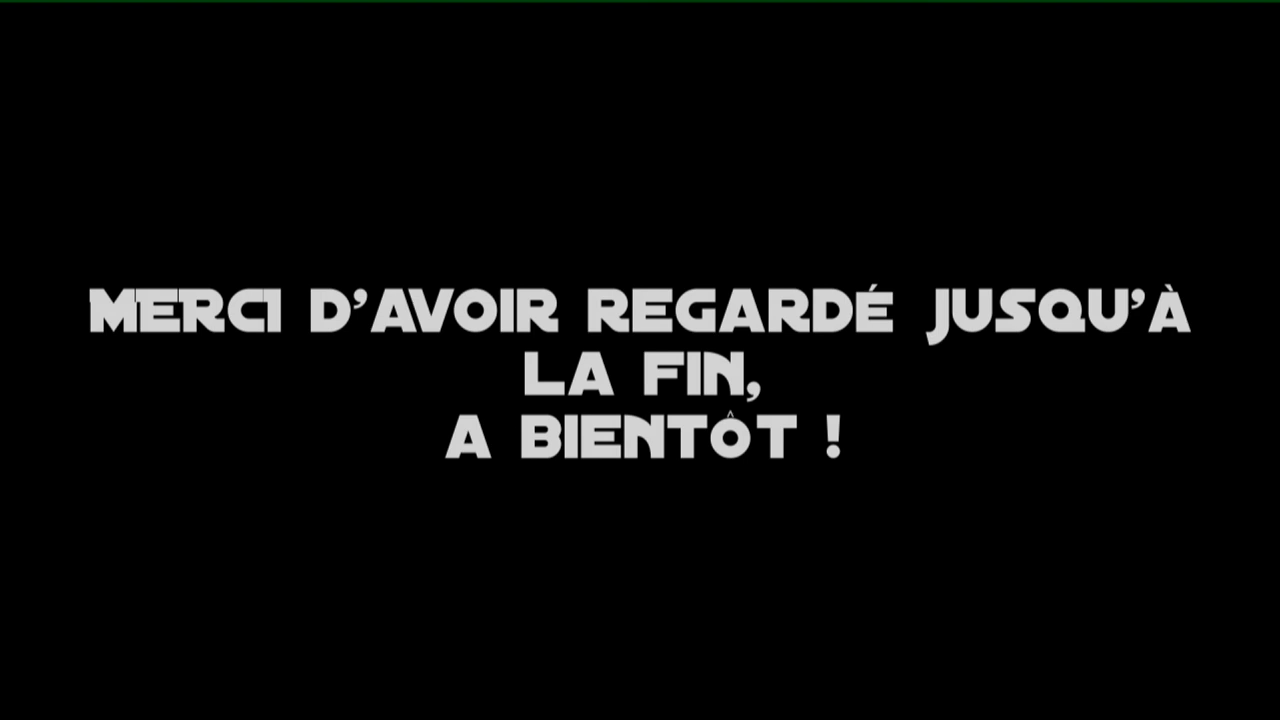 MERCI D'AVOIR REGARDÉ JUSQU'À
LA FIN,
A BIENTÔT !